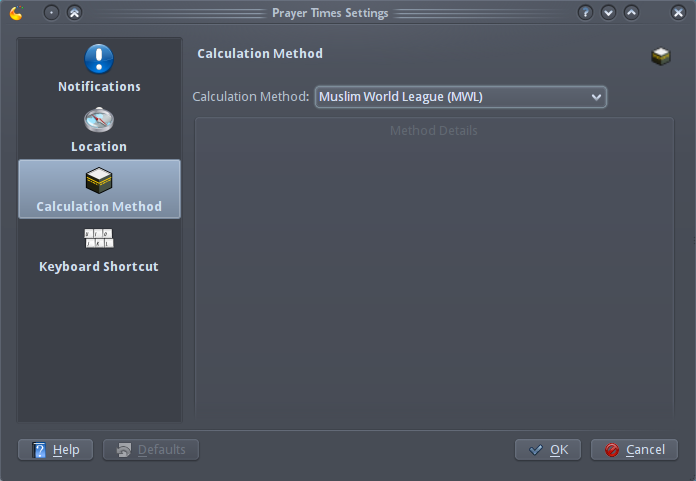 Prayer Times Settings
Notifications
Location
Calculation Method
Keyboard Shortcut
Calculation Method
Calculation Method: Muslim World League (MWL)
Method Details
Help
Defaults
OK
Cancel